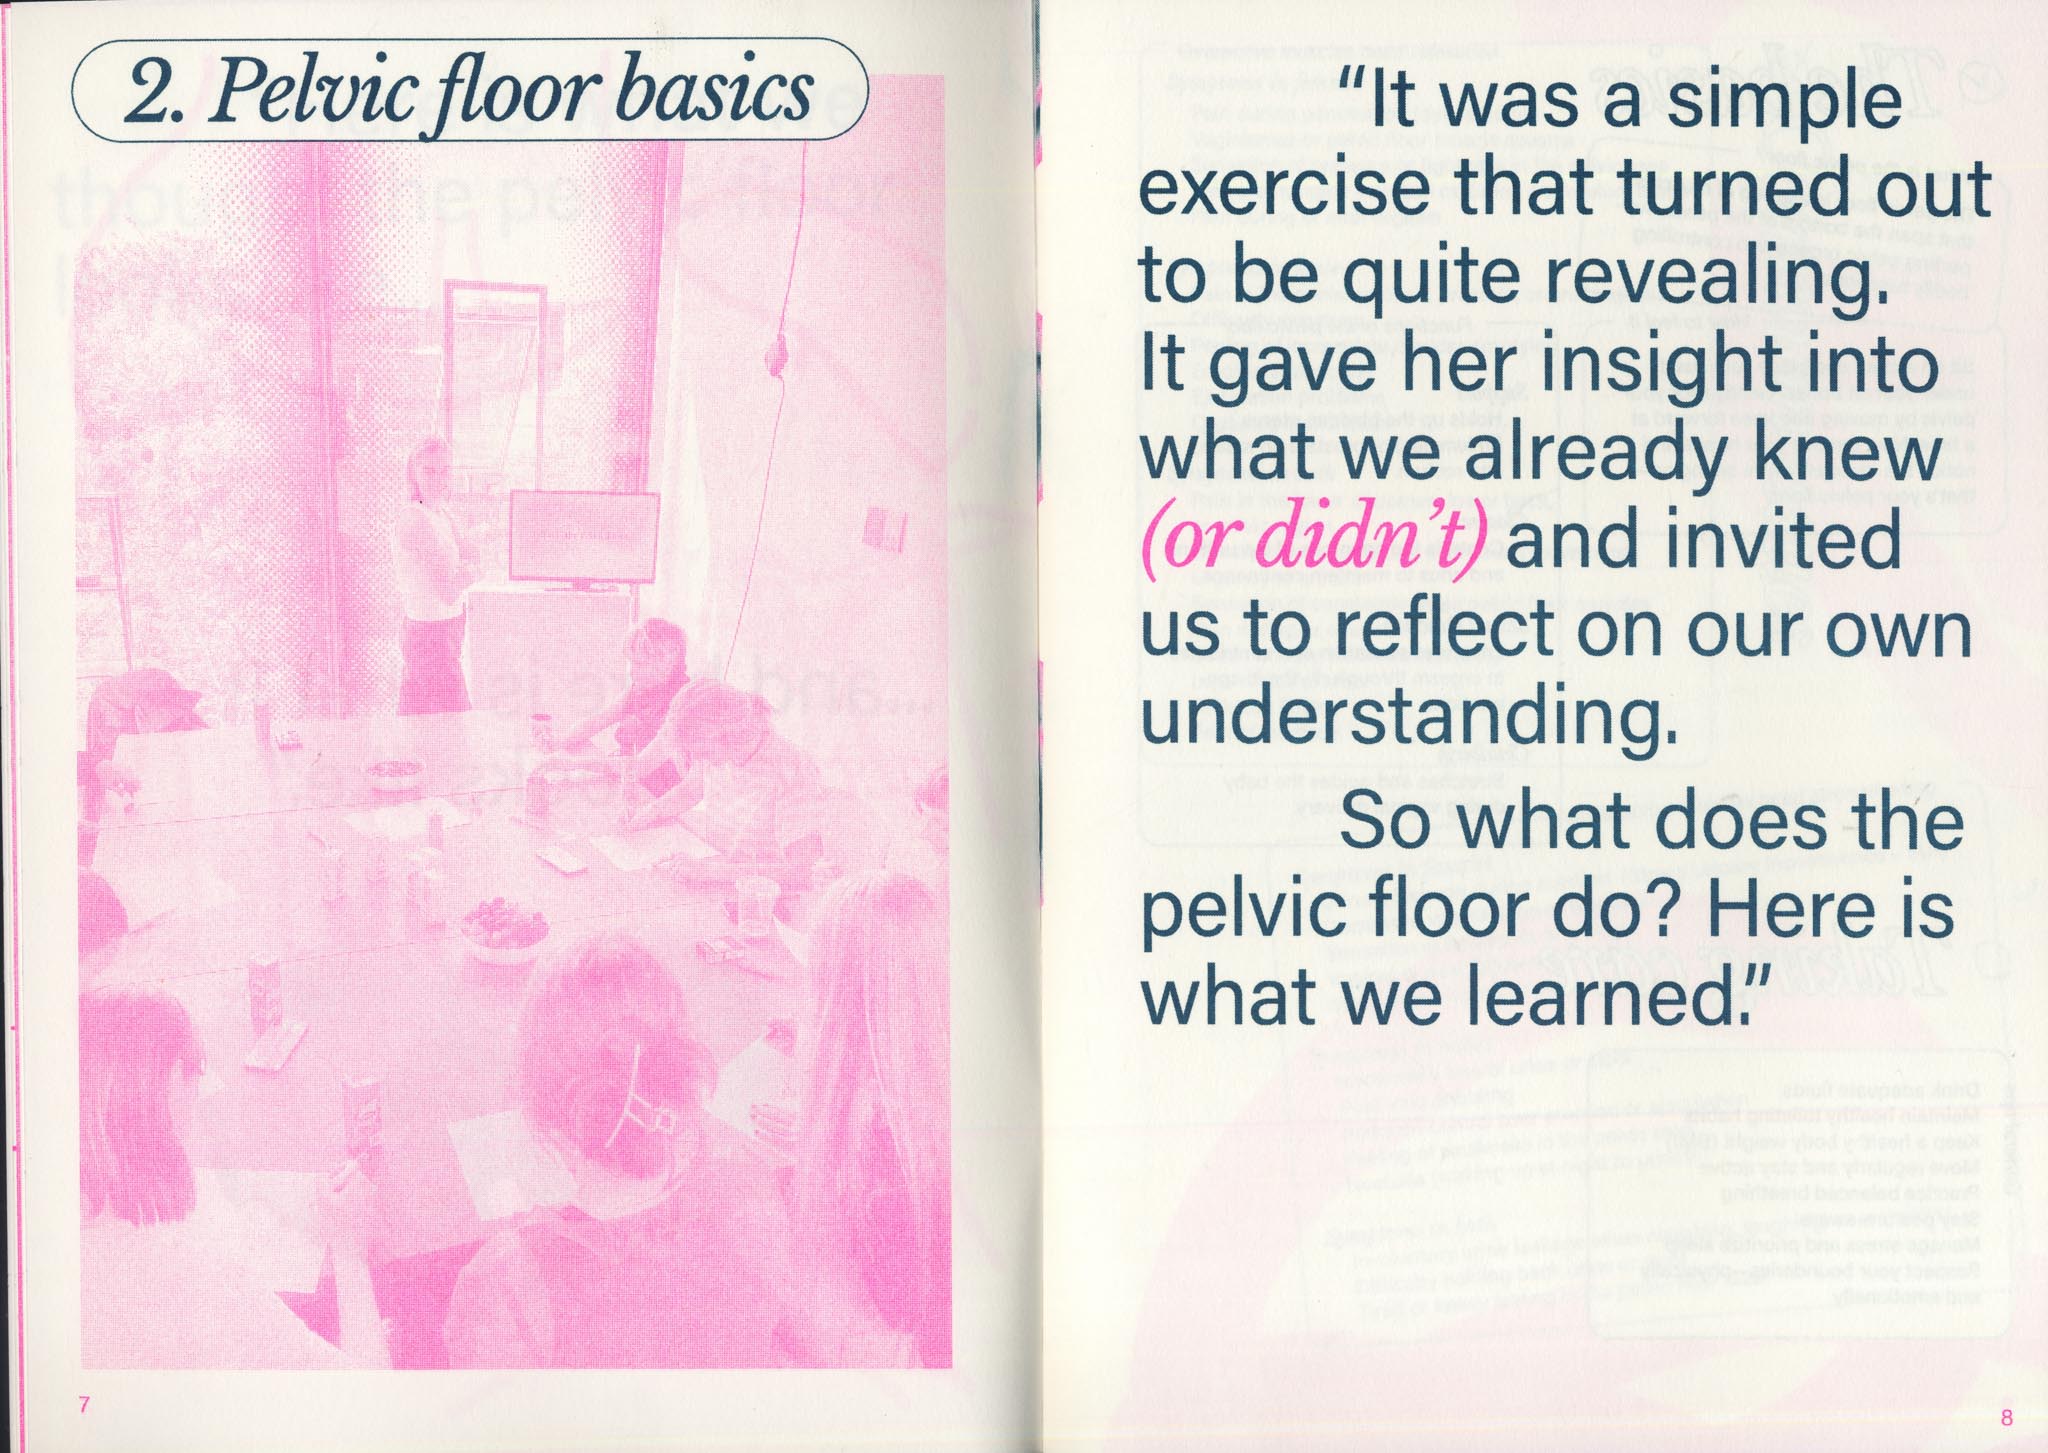 2. Pelvic floor basics
“It was a simple
exercise that turned out
to be quite revealing.
It gave her insight into
what we already knew
(or didn’t) and invited
us to reflect on our own
understanding.
So what does the
pelvic floor do? Here is
what we learned.”
7
8